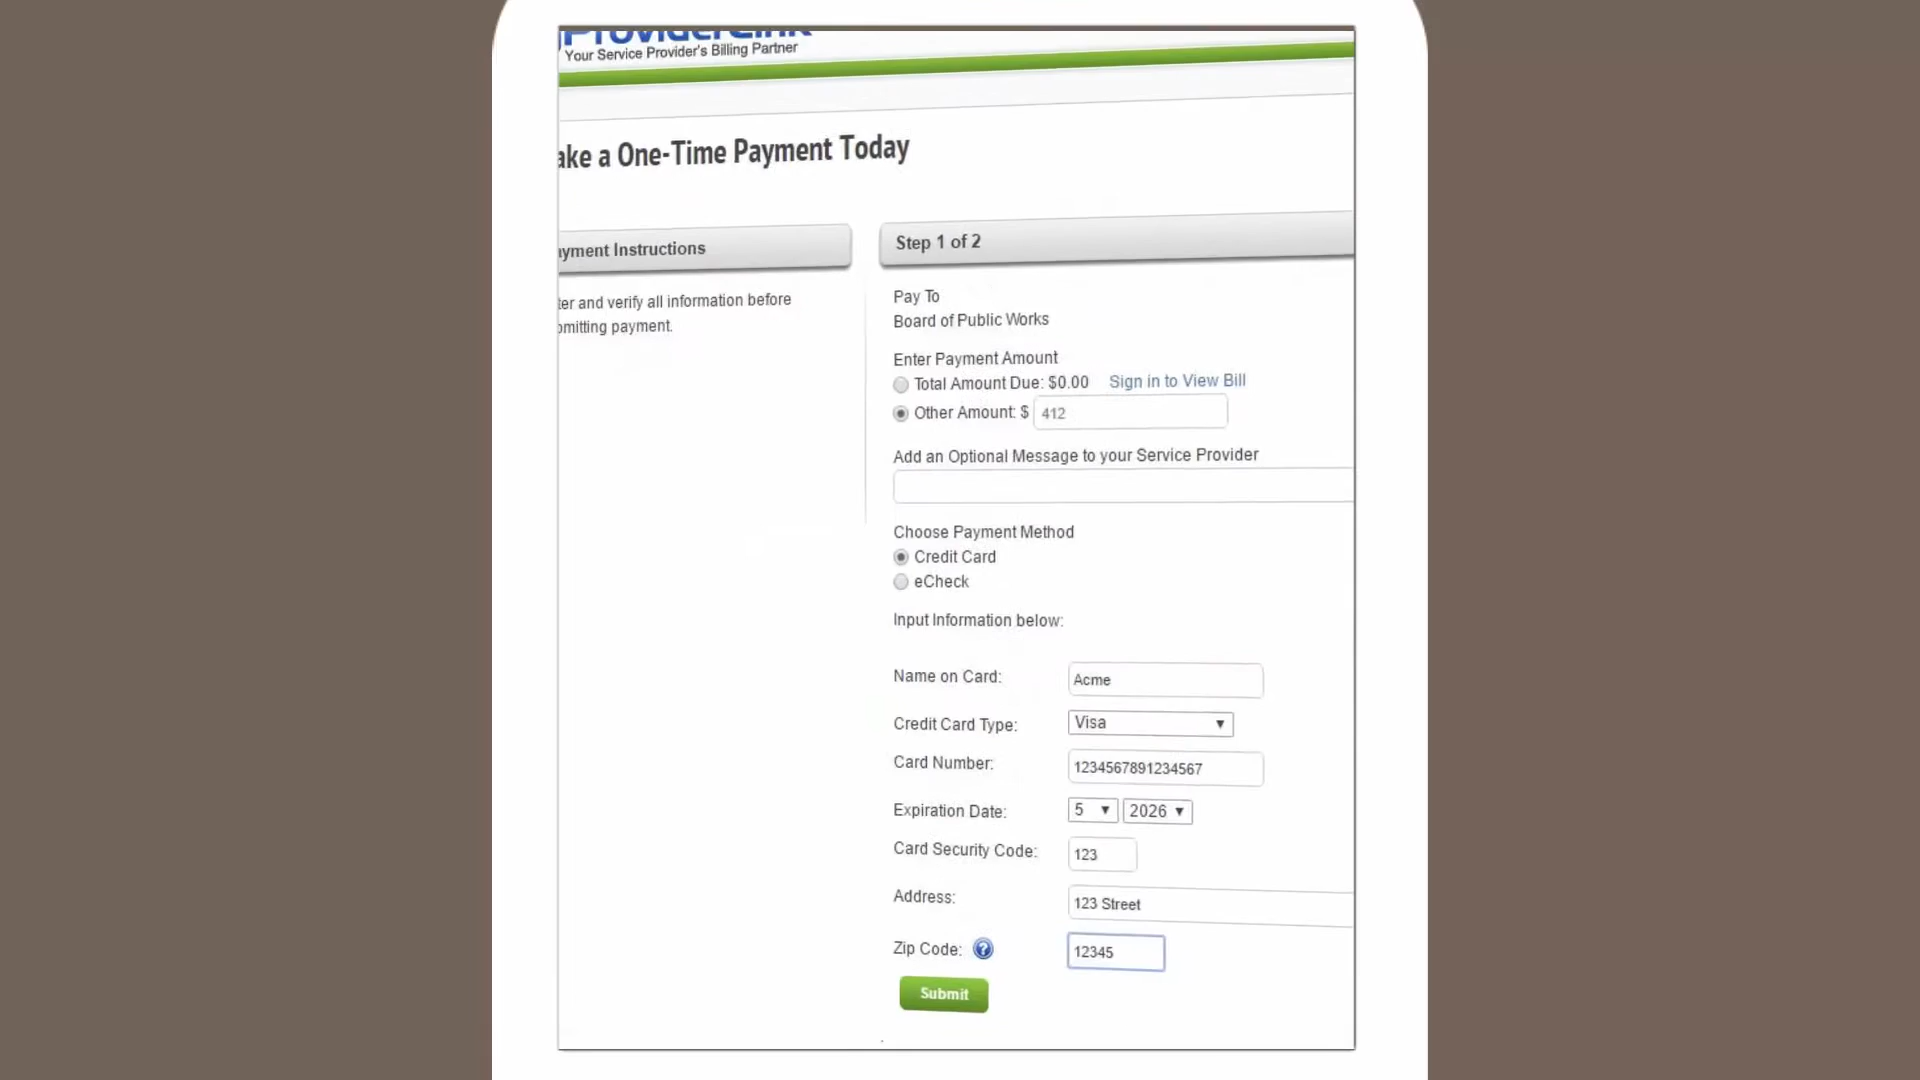 Your Service Provider's Billing Partner
ake a One-Time Payment Today
yment Instructions
ter and verify all information before
omitting payment.
Step 1 of 2
Pay To
Board of Public Works
Enter Payment Amount
Total Amount Due: $0.00 Sign in to View Bill
Other Amount: $ 412
Add an Optional Message to your Service Provider
Choose Payment Method
Credit Card
eCheck
Input Information below:
Name on Card: Acme
Credit Card Type: Visa
Card Number: 1234567891234567
Expiration Date: 5 2026
Card Security Code: 123
Address: 123 Street
Zip Code: ? 12345
Submit